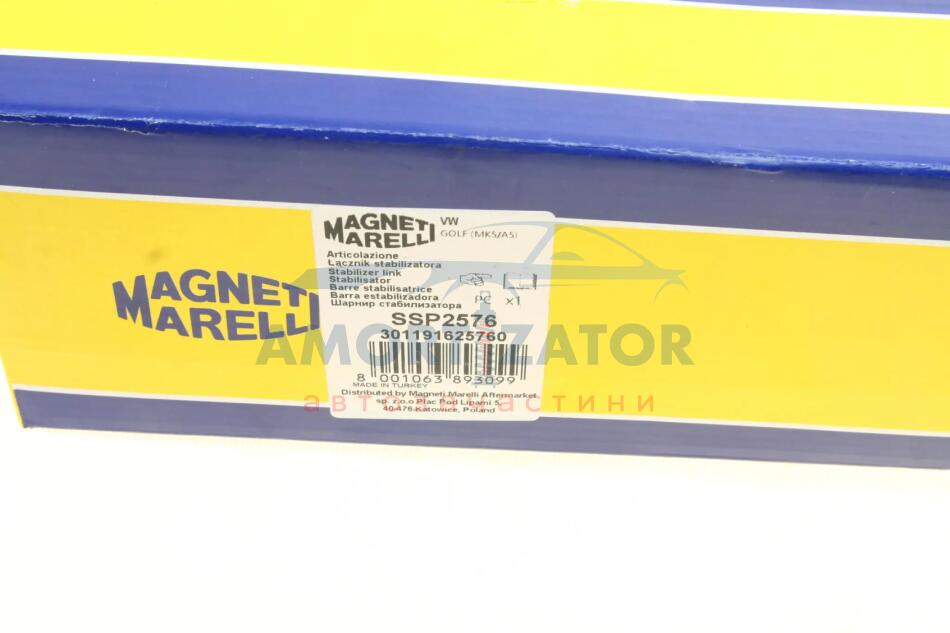 MAGNETI
MARELLI
MAGNETI
MARELLI
VW
GOLF (MK5/A5)
Articolazione
Łącznik stabilizatora
Stabilizer link
Stabilisator
Barre stabilisatrice
Barra estabilizadora
Шарнир стабилизатора
PC x1
SSP2576
301191625760
8 001063 893099
MADE IN TURKEY
Distributed by Magneti Marelli Aftermarket
sp. z.o.o Plac Pod Lipami 5,
40-476 Katowice, Poland
AMORTIZATOR
автозапчастини